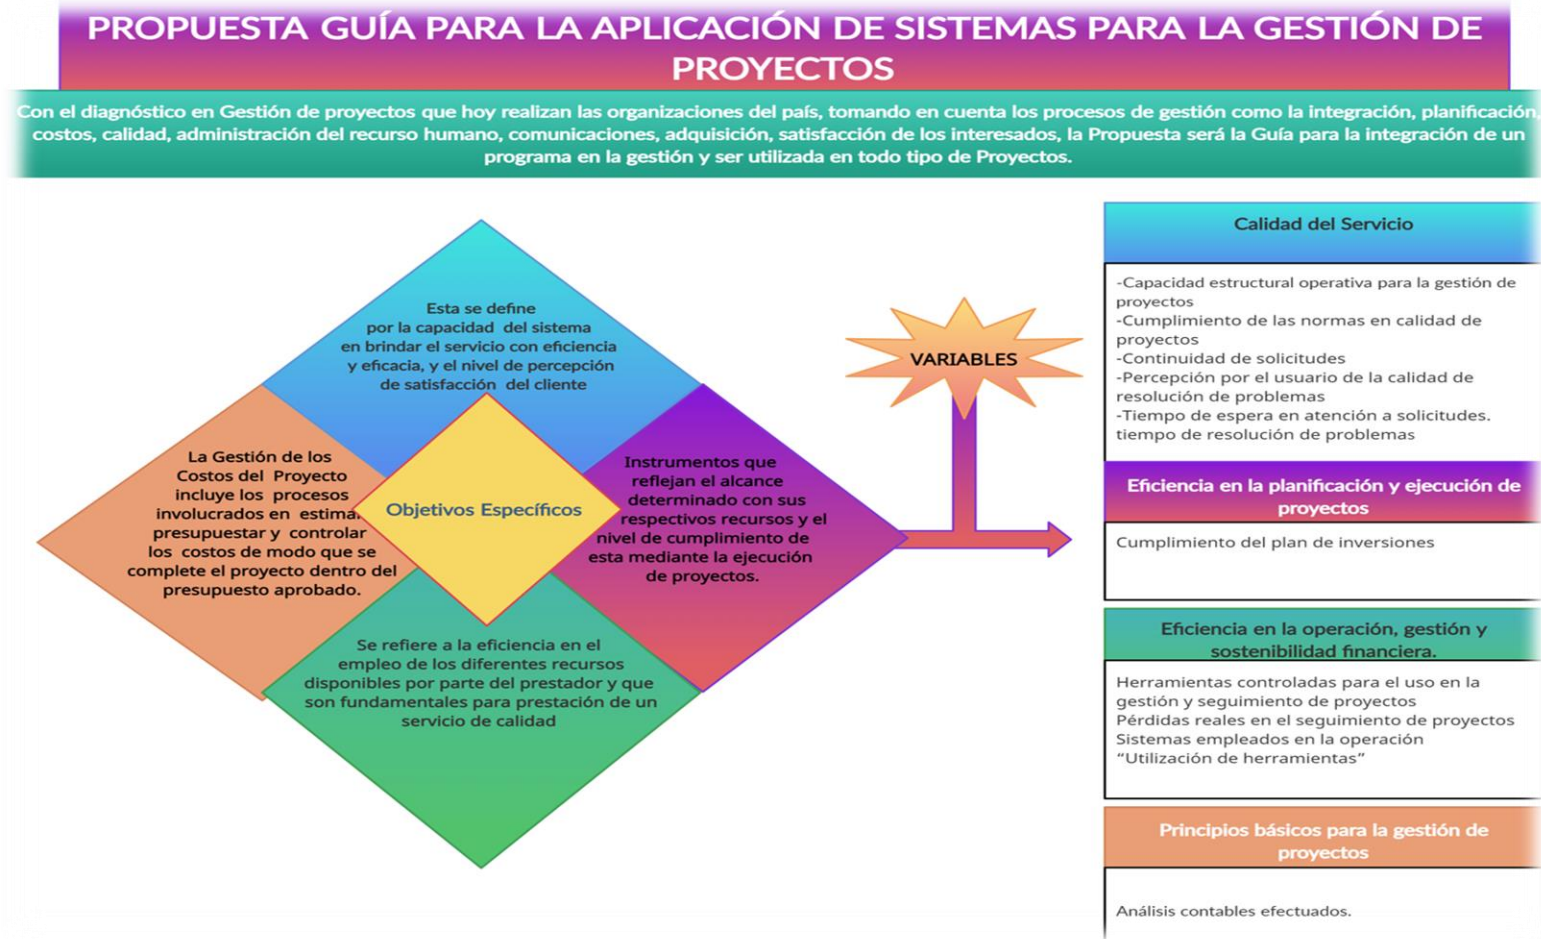 PROPUESTA GUÍA PARA LA APLICACIÓN DE SISTEMAS PARA LA GESTIÓN DE
PROYECTOS
Con el diagnóstico en Gestión de proyectos que hoy realizan las organizaciones del país, tomando en cuenta los procesos de gestión como la integración, planificación,
costos, calidad, administración del recurso humano, comunicaciones, adquisición, satisfacción de los interesados, la Propuesta será la Guía para la integración de un
programa en la gestión y ser utilizada en todo tipo de Proyectos.
Esta se define
por la capacidad del sistema
en brindar el servicio con eficiencia
y eficacia, y el nivel de percepción
de satisfacción del cliente
La Gestión de los
Costos del Proyecto
incluye los procesos
involucrados en estimar
presupuestar y controlar
los costos de modo que se
complete el proyecto dentro del
presupuesto aprobado.
Objetivos Específicos
Instrumentos que
reflejan el alcance
determinado con sus
respectivos recursos y el
nivel de cumplimiento de
esta mediante la ejecución
de proyectos.
Se refiere a la eficiencia en el
empleo de los diferentes recursos
disponibles por parte del prestador y que
son fundamentales para prestación de un
servicio de calidad
VARIABLES
Calidad del Servicio
-Capacidad estructural operativa para la gestión de
proyectos
-Cumplimiento de las normas en calidad de
proyectos
-Continuidad de solicitudes
-Percepción por el usuario de la calidad de
resolución de problemas
-Tiempo de espera en atención a solicitudes.
tiempo de resolución de problemas
Eficiencia en la planificación y ejecución de
proyectos
Cumplimiento del plan de inversiones
Eficiencia en la operación, gestión y
sostenibilidad financiera.
Herramientas controladas para el uso en la
gestión y seguimiento de proyectos
Pérdidas reales en el seguimiento de proyectos
Sistemas empleados en la operación
“Utilización de herramientas”
Principios básicos para la gestión de
proyectos
Análisis contables efectuados.